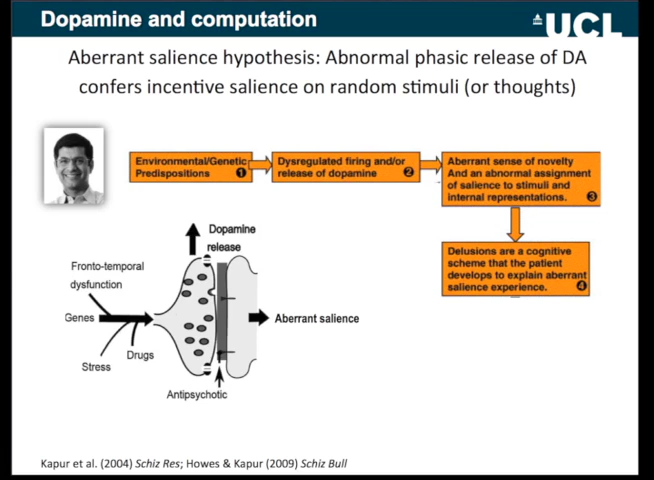 Dopamine and computation
UCL
Aberrant salience hypothesis: Abnormal phasic release of DA
confers incentive salience on random stimuli (or thoughts)
Environmental/Genetic
Predispositions 1
Dysregulated firing and/or
release of dopamine 2
Aberrant sense of novelty
And an abnormal assignment
of salience to stimuli and
internal representations. 3
Delusions are a cognitive
scheme that the patient
develops to explain aberrant
salience experience. 4
Dopamine
release
Fronto-temporal
dysfunction
Genes
Drugs
Stress
Aberrant salience
Antipsychotic
Kapur et al. (2004) Schiz Res; Howes & Kapur (2009) Schiz Bull